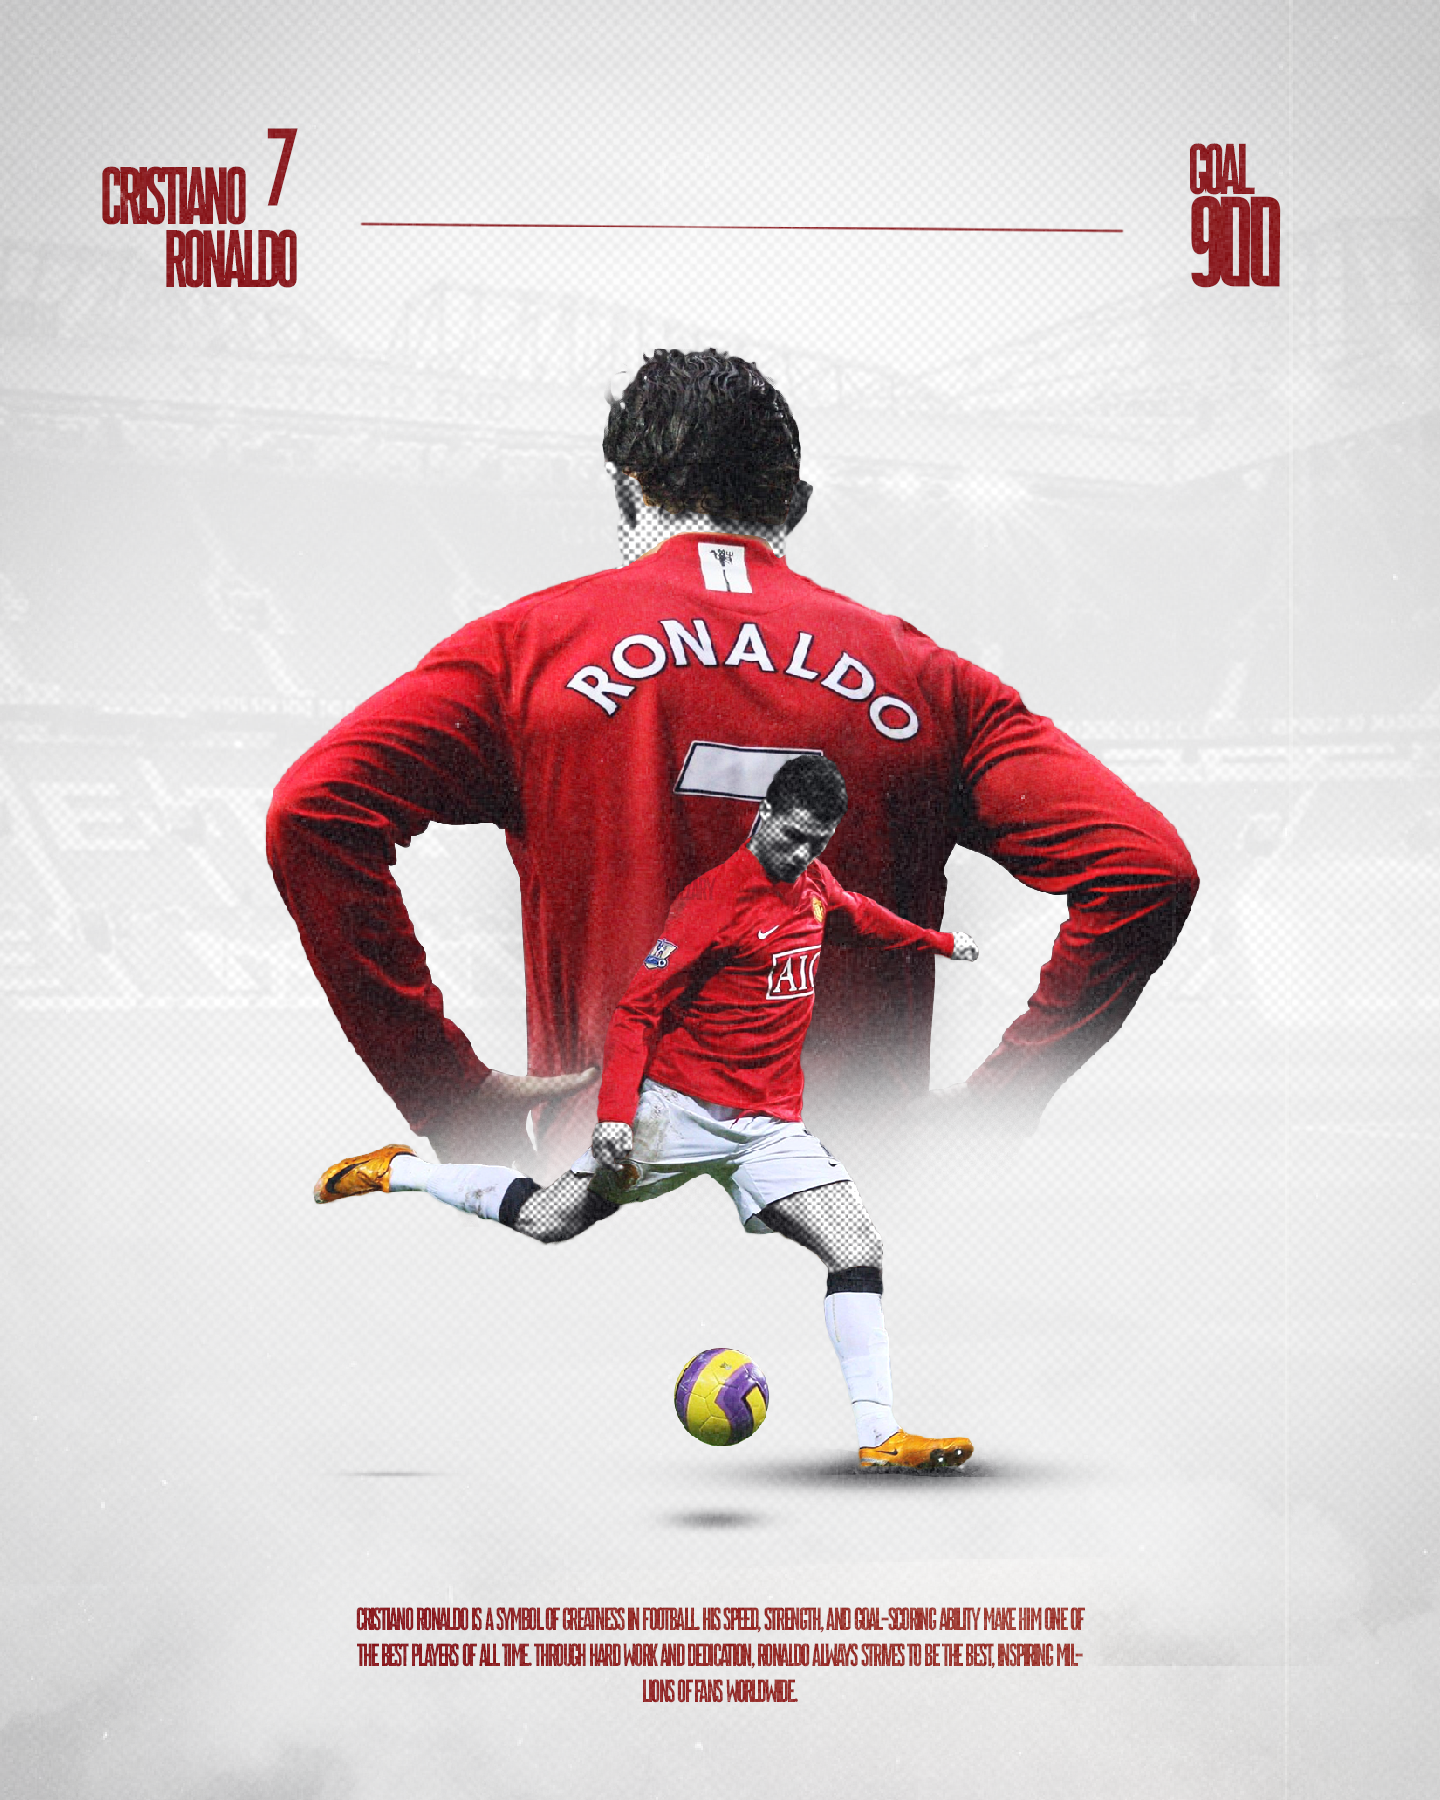 7
CRISTIANO
RONALDO
GOAL
900
RONALDO
7
AIG
CRISTIANO RONALDO IS A SYMBOL OF GREATNESS IN FOOTBALL. HIS SPEED, STRENGTH, AND GOAL-SCORING ABILITY MAKE HIM ONE OF
THE BEST PLAYERS OF ALL TIME. THROUGH HARD WORK AND DEDICATION, RONALDO ALWAYS STRIVES TO BE THE BEST, INSPIRING MIL-
LIONS OF FANS WORLDWIDE.